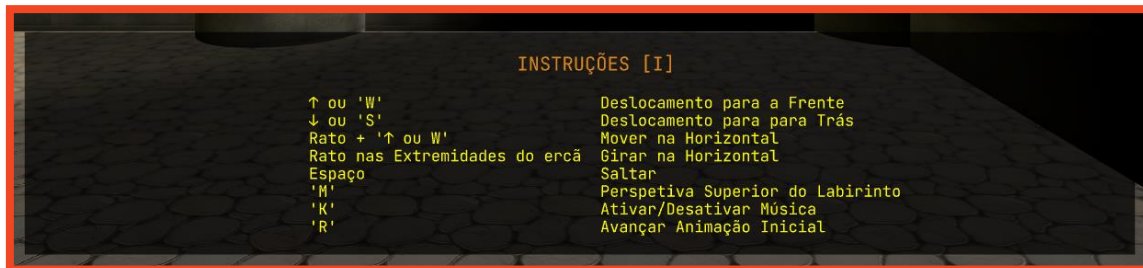 INSTRUÇÕES [I]
↑ ou 'W' Deslocamento para a Frente
↓ ou 'S' Deslocamento para para Trás
Rato + '↑ ou W' Mover na Horizontal
Rato nas Extremidades do ercã Girar na Horizontal
Espaço Saltar
'M' Perspetiva Superior do Labirinto
'K' Ativar/Desativar Música
'R' Avançar Animação Inicial